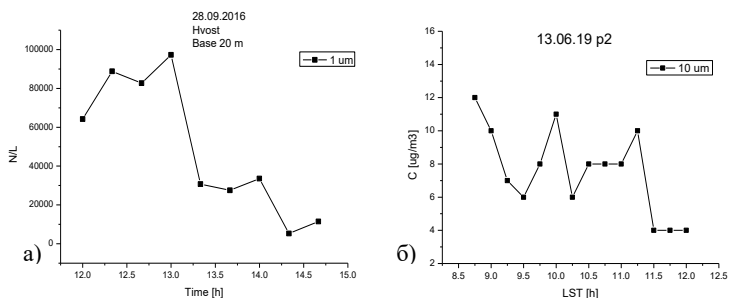 28.09.2016
Hvost
Base 20 m
1 um
100000
80000
60000
40000
20000
0
N/L
12.0 12.5 13.0 13.5 14.0 14.5 15.0
Time [h]
а)
13.06.19 p2
10 um
16
14
12
10
8
6
4
2
C [ug/m3]
8.5 9.0 9.5 10.0 10.5 11.0 11.5 12.0 12.5
LST [h]
б)